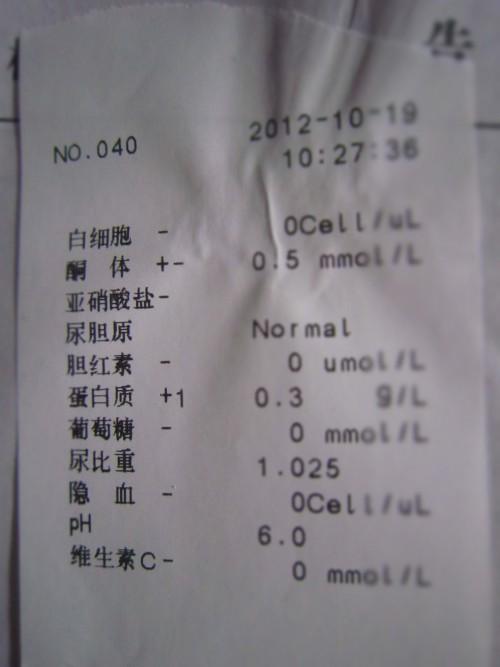 2012-10-19
NO.040
10:27:36
白细胞 - 0Cell/uL
酮 体 +- 0.5 mmol/L
亚硝酸盐-
尿胆原 Normal
胆红素 - 0 umol/L
蛋白质 +1 0.3 g/L
葡萄糖 - 0 mmol/L
尿比重 1.025
隐 血 - 0Cell/uL
pH 6.0
维生素C- 0 mmol/L